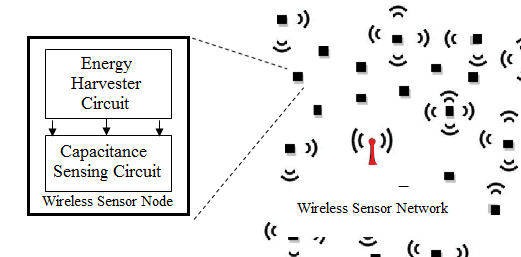 Energy
Harvester
Circuit
Capacitance
Sensing Circuit
Wireless Sensor Node
Wireless Sensor Network